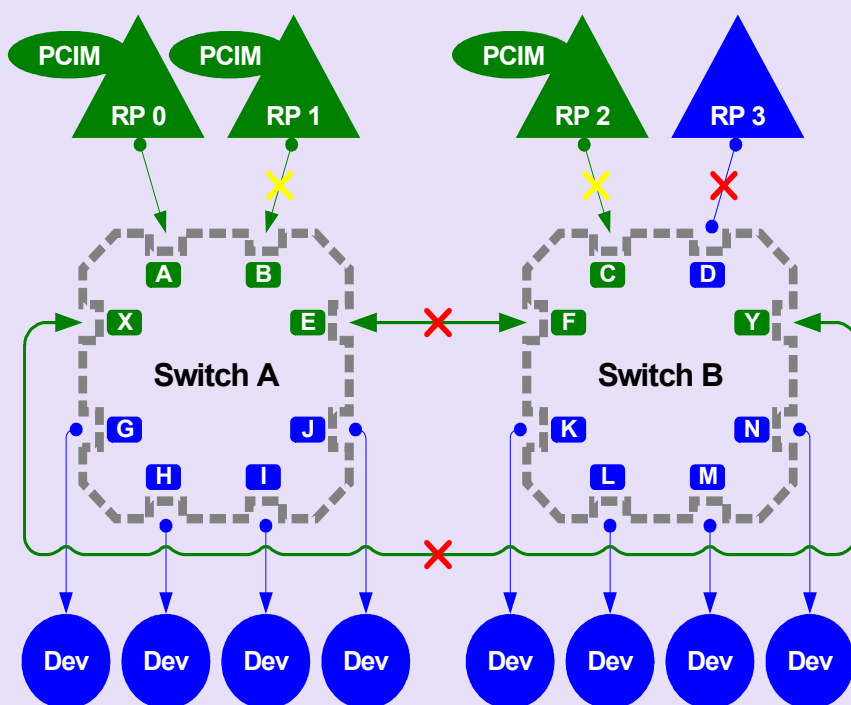 PCIM PCIM PCIM
RP 0 RP 1 RP 2 RP 3
A B C D
X E F Y
Switch A Switch B
G J K N
H I L M
Dev Dev Dev Dev Dev Dev Dev Dev